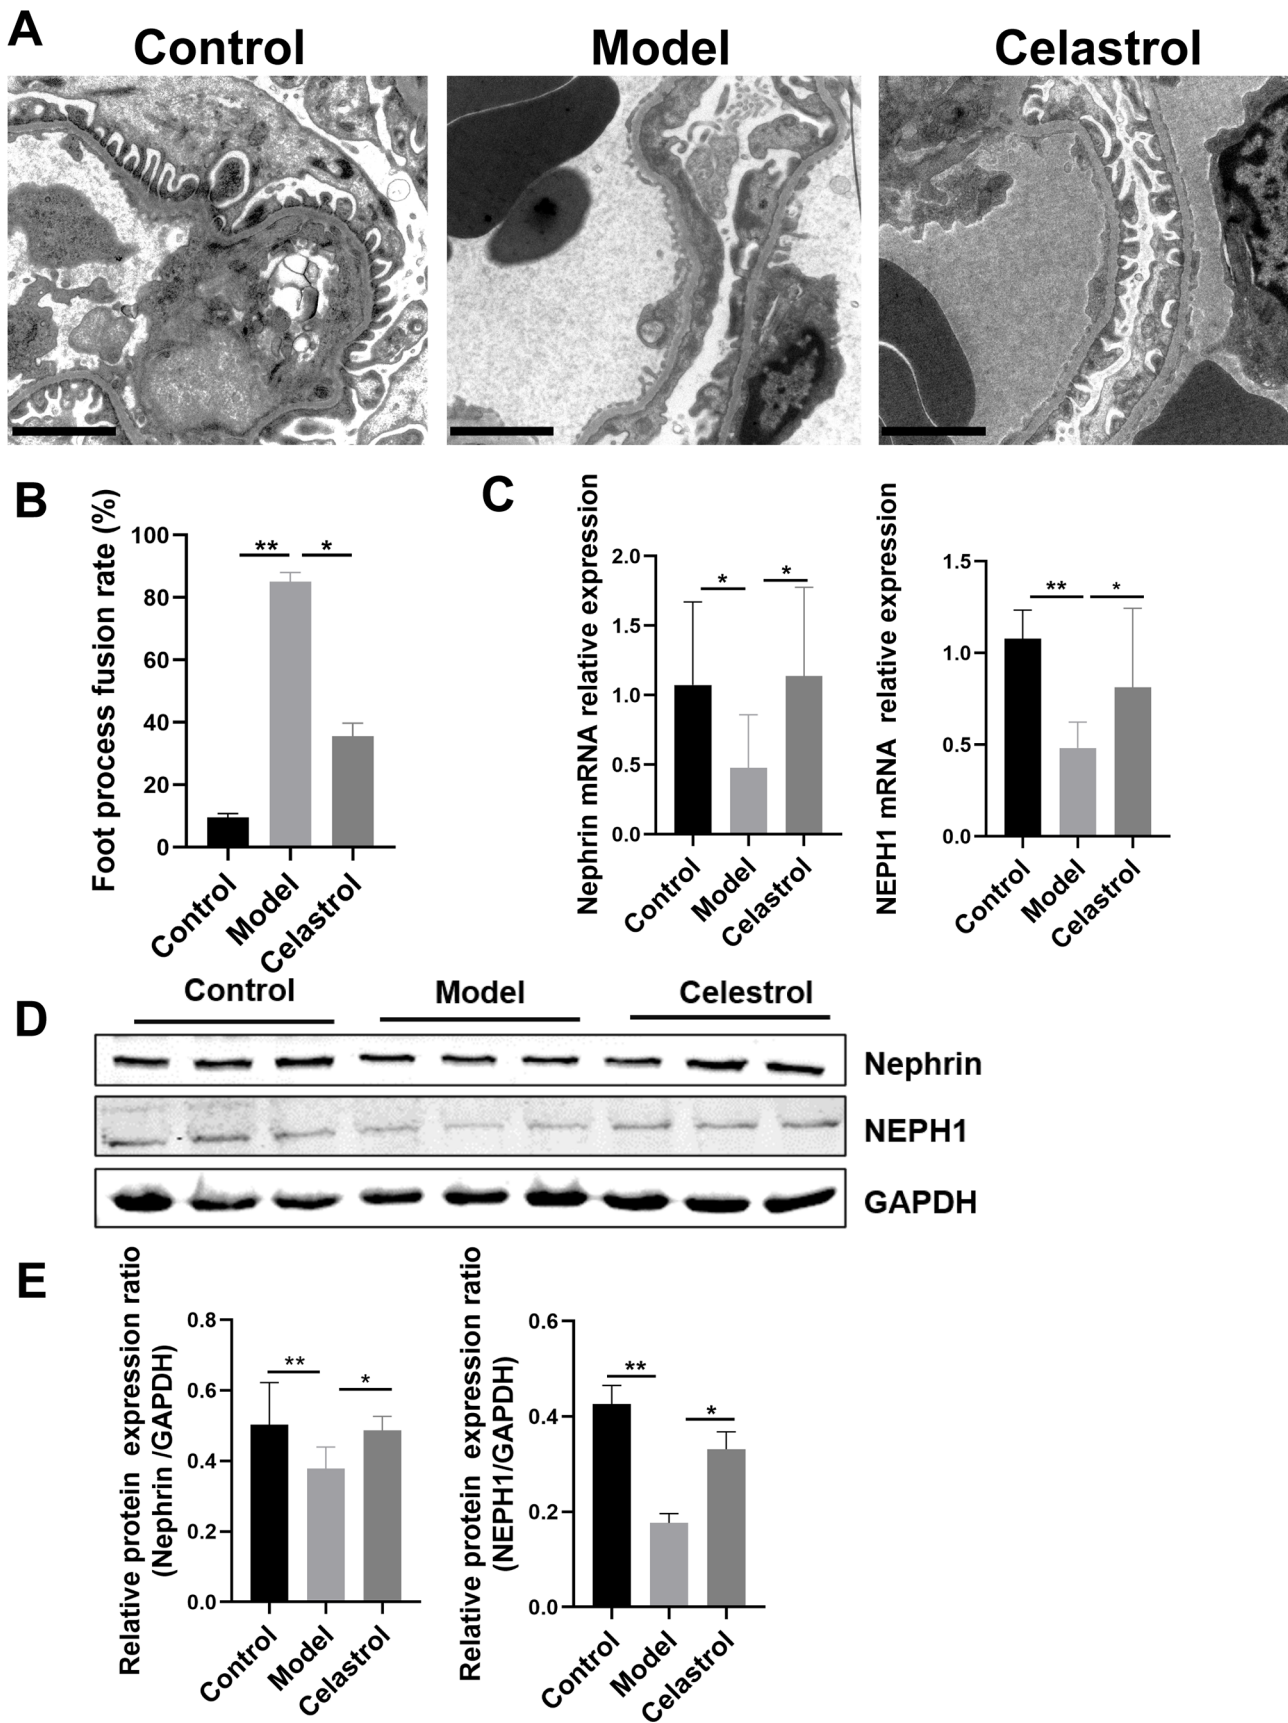 A
Control
Model
Celastrol
B
Foot process fusion rate (%)
100
80
60
40
20
0
**
*
Control
Model
Celastrol
C
Nephrin mRNA relative expression
2.0
1.5
1.0
0.5
0.0
*
*
Control
Model
Celastrol
NEPH1 mRNA relative expression
1.5
1.0
0.5
0.0
**
*
Control
Model
Celastrol
D
Control
Model
Celestrol
Nephrin
NEPH1
GAPDH
E
Relative protein expression ratio
(Nephrin /GAPDH)
0.8
0.6
0.4
0.2
0.0
**
*
Control
Model
Celastrol
Relative protein expression ratio
(NEPH1/GAPDH)
0.6
0.4
0.2
0.0
**
*
Control
Model
Celastrol